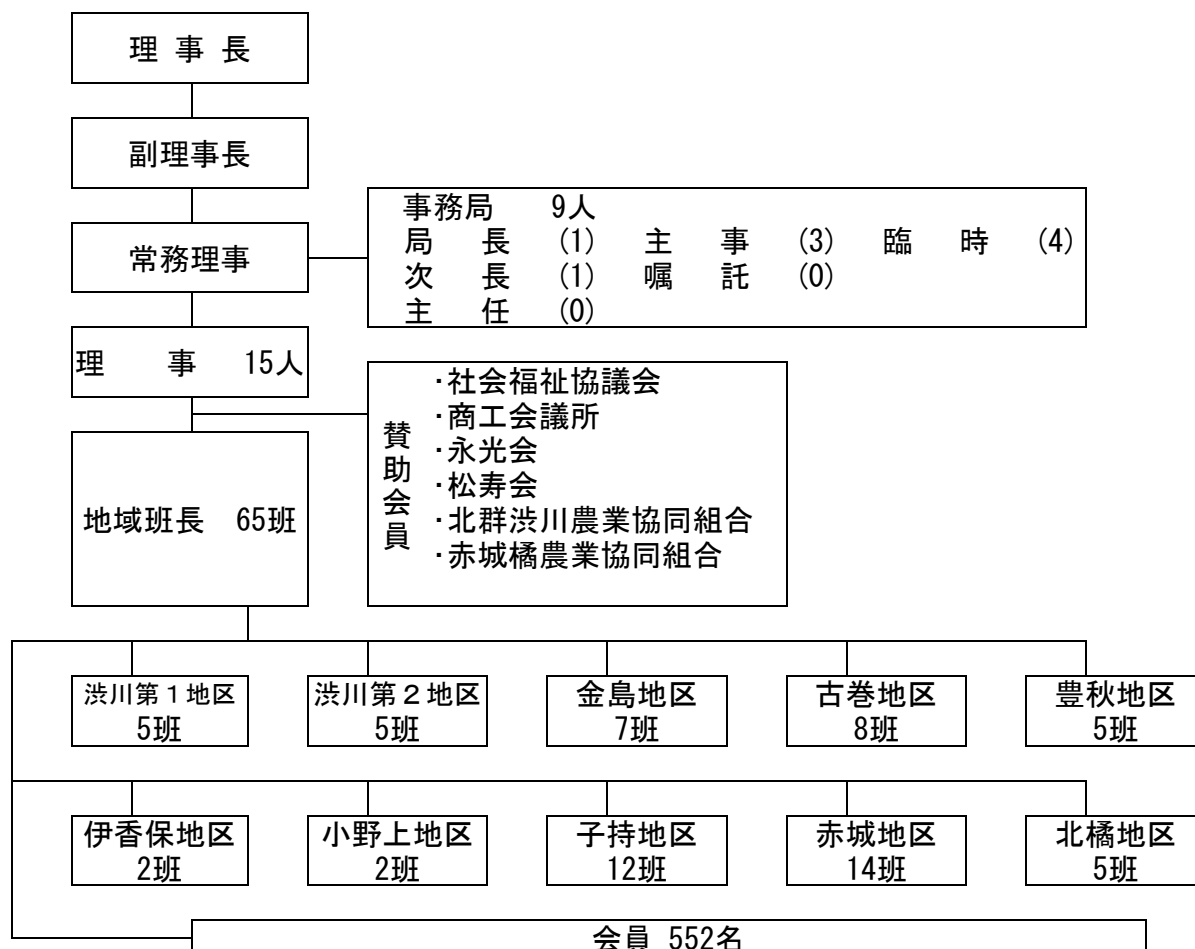 理事長
副理事長
常務理事
事務局 9人
局長 (1) 主事 (3) 臨時 (4)
次長 (1) 嘱託 (0)
主任 (0)
理事 15人
賛助会員
・社会福祉協議会
・商工会議所
・永光会
・松寿会
・北群渋川農業協同組合
・赤城橘農業協同組合
地域班長 65班
渋川第1地区
5班
渋川第2地区
5班
金島地区
7班
古巻地区
8班
豊秋地区
5班
伊香保地区
2班
小野上地区
2班
子持地区
12班
赤城地区
14班
北橘地区
5班
会員 552名